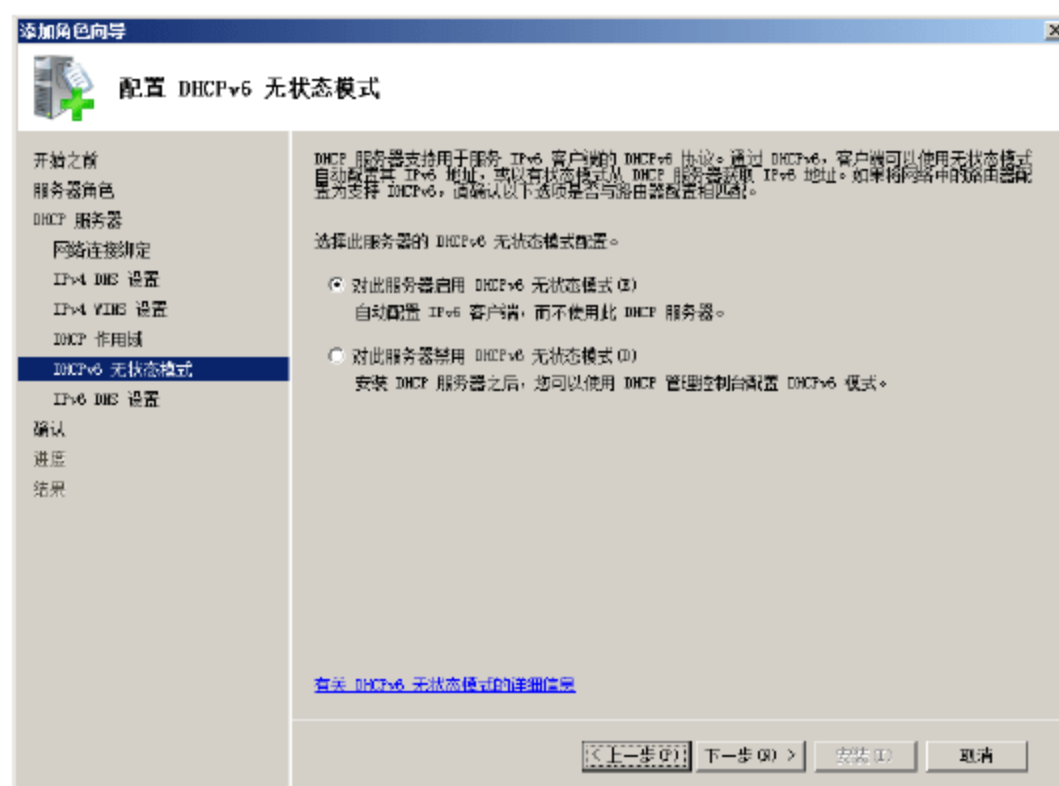 添加角色向导
配置 DHCPv6 无状态模式
开始之前
服务器角色
DHCP 服务器
网络连接绑定
IPv4 DNS 设置
IPv4 WINS 设置
DHCP 作用域
DHCPv6 无状态模式
IPv6 DNS 设置
确认
进度
结果
DHCP 服务器支持用于服务 IPv6 客户端的 DHCPv6 协议。通过 DHCPv6，客户端可以使用无状态模式
自动配置其 IPv6 地址，或以有状态模式从 DHCP 服务器获取 IPv6 地址。如果将网络中的路由器配
置为支持 DHCPv6，请确认以下选项是否与路由器配置相匹配。
选择此服务器的 DHCPv6 无状态模式配置。
对此服务器启用 DHCPv6 无状态模式(E)
自动配置 IPv6 客户端，而不使用此 DHCP 服务器。
对此服务器禁用 DHCPv6 无状态模式(D)
安装 DHCP 服务器之后，您可以使用 DHCP 管理控制台配置 DHCPv6 模式。
有关 DHCPv6 无状态模式的详细信息
< 上一步(P) 下一步(N) > 安装(I) 取消